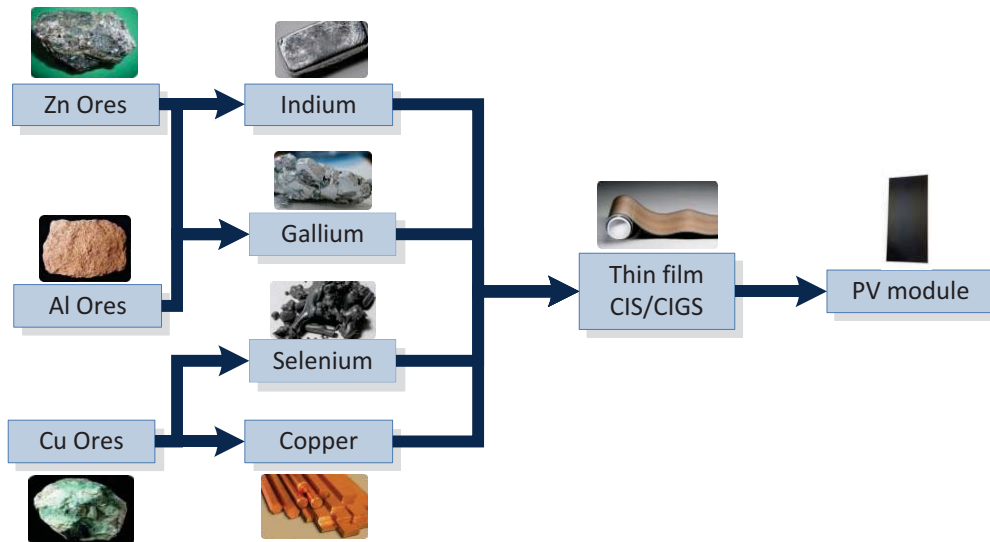 Zn Ores
Indium
Gallium
Al Ores
Thin film
CIS/CIGS
PV module
Selenium
Cu Ores
Copper